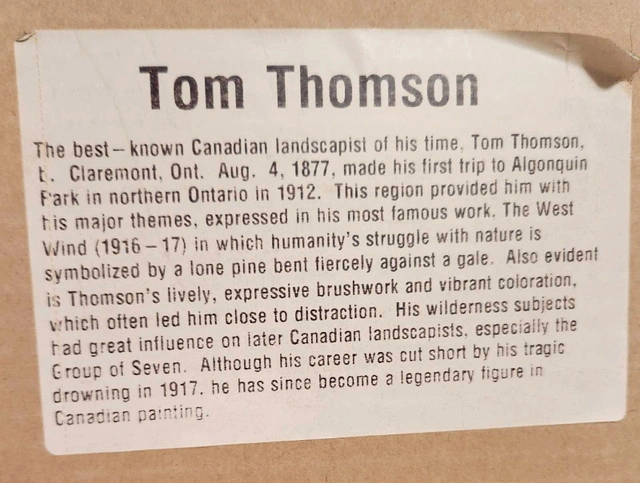 Tom Thomson
The best – known Canadian landscapist of his time, Tom Thomson,
b. Claremont, Ont. Aug. 4, 1877, made his first trip to Algonquin
Park in northern Ontario in 1912. This region provided him with
his major themes, expressed in his most famous work, The West
Wind (1916 – 17) in which humanity's struggle with nature is
symbolized by a lone pine bent fiercely against a gale. Also evident
is Thomson's lively, expressive brushwork and vibrant coloration,
which often led him close to distraction. His wilderness subjects
had great influence on later Canadian landscapists, especially the
Group of Seven. Although his career was cut short by his tragic
drowning in 1917. he has since become a legendary figure in
Canadian painting.